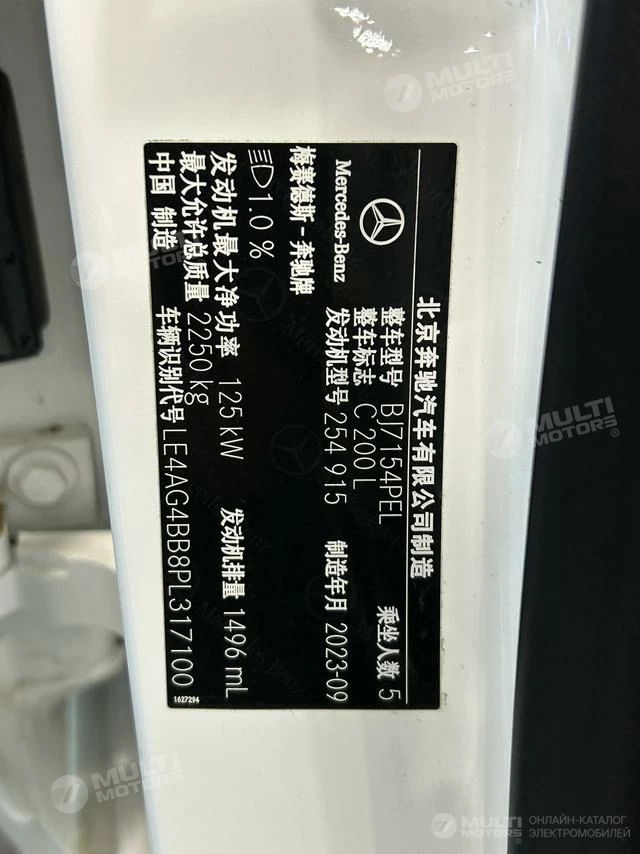 北京奔驰汽车有限公司制造
Mercedes-Benz
梅赛德斯-奔驰牌
整车型号 BJ7154PEL 乘坐人数 5
整车标志 C 200 L
发动机型号 254 915 制造年月 2023-09
1.0 %
发动机最大净功率 125 kW 发动机排量 1496 mL
最大允许总质量 2250 kg
中国 制造 车辆识别代号 LE4AG4BB8PL317100
1627294
MULTI MOTORS
MULTI MOTORS
MULTI MOTORS
MULTI MOTORS
ОНЛАЙН-КАТАЛОГ
ЭЛЕКТРОМОБИЛЕЙ